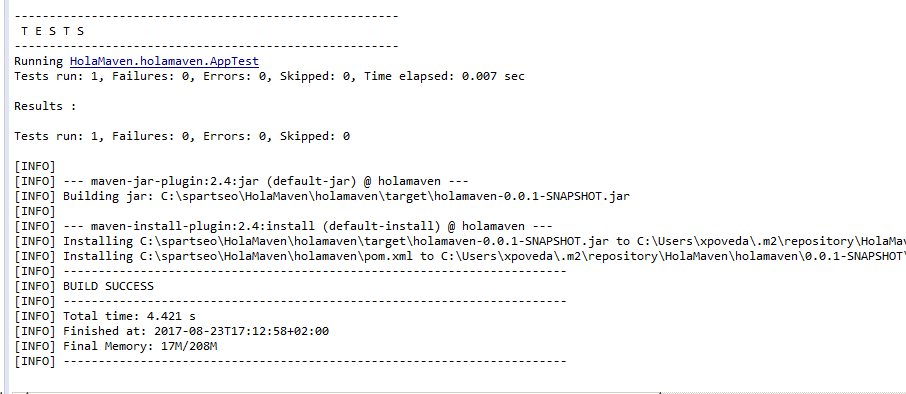 -------------------------------------------------------
 T E S T S
-------------------------------------------------------
Running HolaMaven.holamaven.AppTest
Tests run: 1, Failures: 0, Errors: 0, Skipped: 0, Time elapsed: 0.007 sec

Results :

Tests run: 1, Failures: 0, Errors: 0, Skipped: 0

[INFO]
[INFO] --- maven-jar-plugin:2.4:jar (default-jar) @ holamaven ---
[INFO] Building jar: C:\spartseo\HolaMaven\holamaven\target\holamaven-0.0.1-SNAPSHOT.jar
[INFO]
[INFO] --- maven-install-plugin:2.4:install (default-install) @ holamaven ---
[INFO] Installing C:\spartseo\HolaMaven\holamaven\target\holamaven-0.0.1-SNAPSHOT.jar to C:\Users\xpoveda\.m2\repository\HolaMa
[INFO] Installing C:\spartseo\HolaMaven\holamaven\pom.xml to C:\Users\xpoveda\.m2\repository\HolaMaven\holamaven\0.0.1-SNAPSHOT\
[INFO] ------------------------------------------------------------------------
[INFO] BUILD SUCCESS
[INFO] ------------------------------------------------------------------------
[INFO] Total time: 4.421 s
[INFO] Finished at: 2017-08-23T17:12:58+02:00
[INFO] Final Memory: 17M/208M
[INFO] ------------------------------------------------------------------------